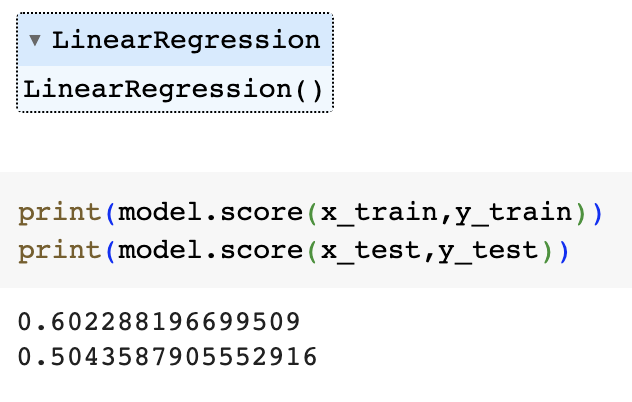 ▼ LinearRegression
LinearRegression()
print(model.score(x_train,y_train))
print(model.score(x_test,y_test))
0.602288196699509
0.5043587905552916